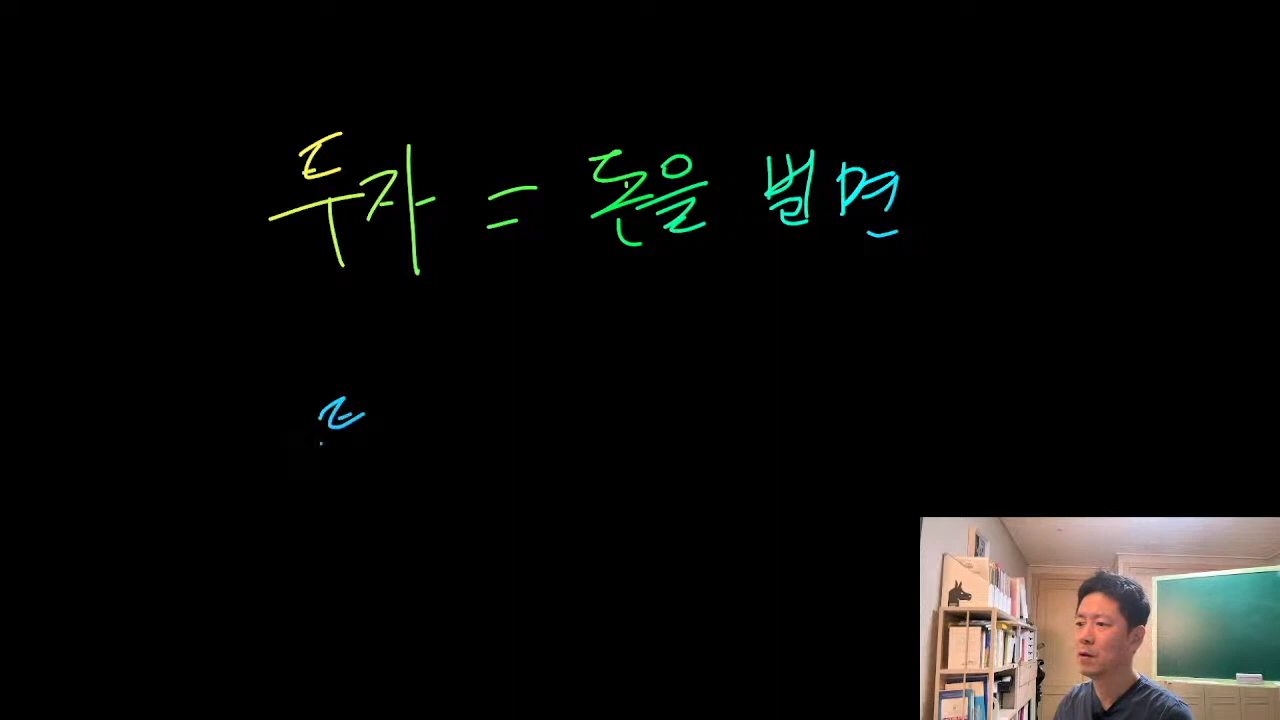 투자 = 돈을 벌면